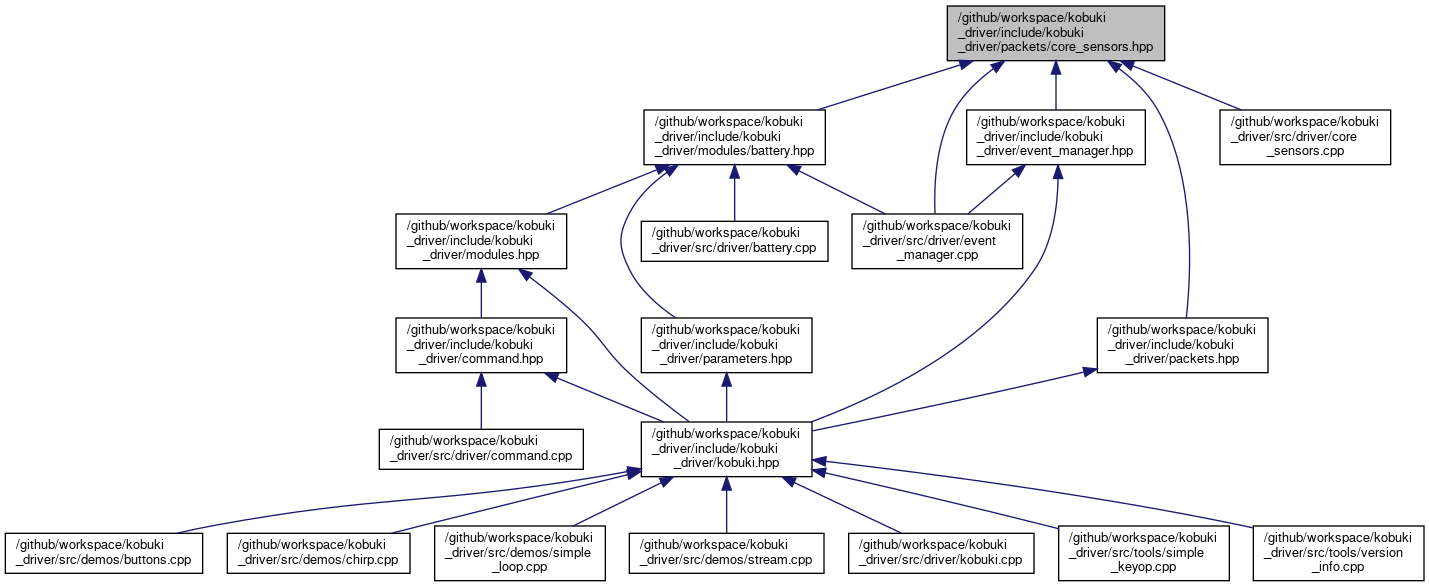 /github/workspace/kobuki
_driver/include/kobuki
_driver/packets/core_sensors.hpp
/github/workspace/kobuki
_driver/include/kobuki
_driver/modules/battery.hpp
/github/workspace/kobuki
_driver/include/kobuki
_driver/event_manager.hpp
/github/workspace/kobuki
_driver/src/driver/core
_sensors.cpp
/github/workspace/kobuki
_driver/include/kobuki
_driver/modules.hpp
/github/workspace/kobuki
_driver/src/driver/battery.cpp
/github/workspace/kobuki
_driver/src/driver/event
_manager.cpp
/github/workspace/kobuki
_driver/include/kobuki
_driver/command.hpp
/github/workspace/kobuki
_driver/include/kobuki
_driver/parameters.hpp
/github/workspace/kobuki
_driver/include/kobuki
_driver/packets.hpp
/github/workspace/kobuki
_driver/src/driver/command.cpp
/github/workspace/kobuki
_driver/include/kobuki
_driver/kobuki.hpp
/github/workspace/kobuki
_driver/src/demos/buttons.cpp
/github/workspace/kobuki
_driver/src/demos/chirp.cpp
/github/workspace/kobuki
_driver/src/demos/simple
_loop.cpp
/github/workspace/kobuki
_driver/src/demos/stream.cpp
/github/workspace/kobuki
_driver/src/driver/kobuki.cpp
/github/workspace/kobuki
_driver/src/tools/simple
_keyop.cpp
/github/workspace/kobuki
_driver/src/tools/version
_info.cpp